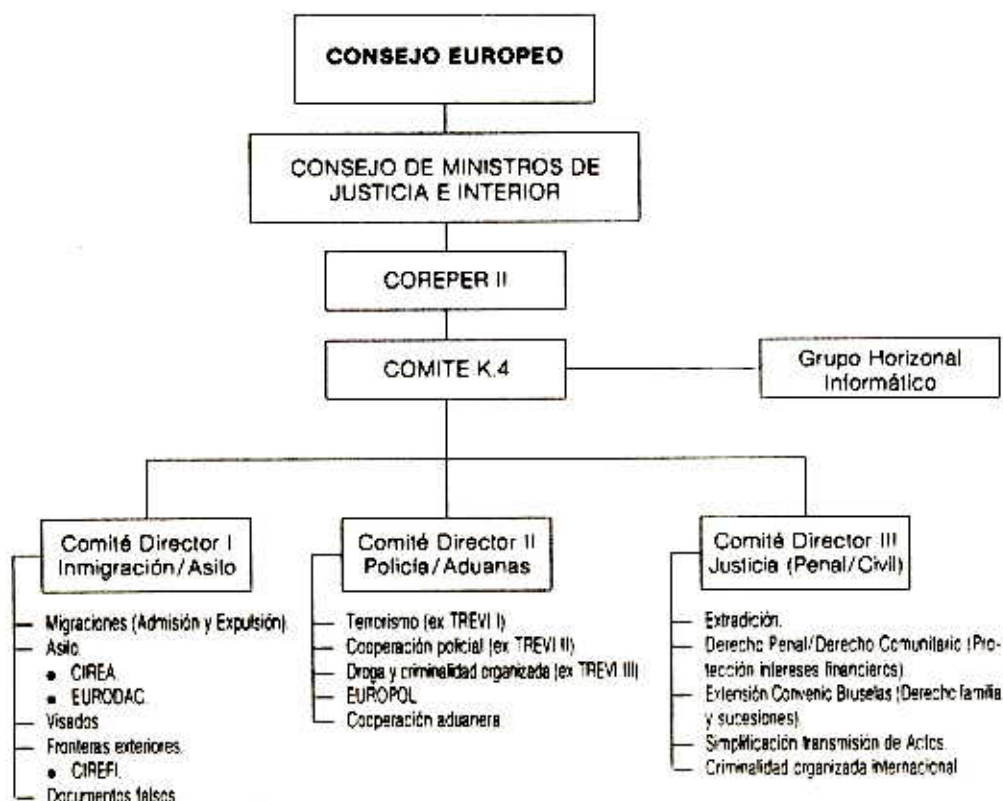 CONSEJO EUROPEO
CONSEJO DE MINISTROS DE
JUSTICIA E INTERIOR
COREPER II
COMITE K.4
Grupo Horizonal
Informático
Comité Director I
Inmigración/Asilo
Migraciones (Admisión y Expulsión).
Asilo.
• CIREA
• EURODAC
Visados
Fronteras exteriores.
• CIREFI.
Documentos falsos
Comité Director II
Policía/Aduanas
Terrorismo (ex TREVI I)
Cooperación policial (ex TREVI II)
Droga y criminalidad organizada (ex TREVI III)
EUROPOL
Cooperación aduanera
Comité Director III
Justicia (Penal/Civil)
Extradición.
Derecho Penal/Derecho Comunitario (Pro-
tección intereses financieros).
Extensión Convenio Bruselas (Derecho familia
y sucesiones).
Simplificación transmisión de Actos.
Criminalidad organizada internacional